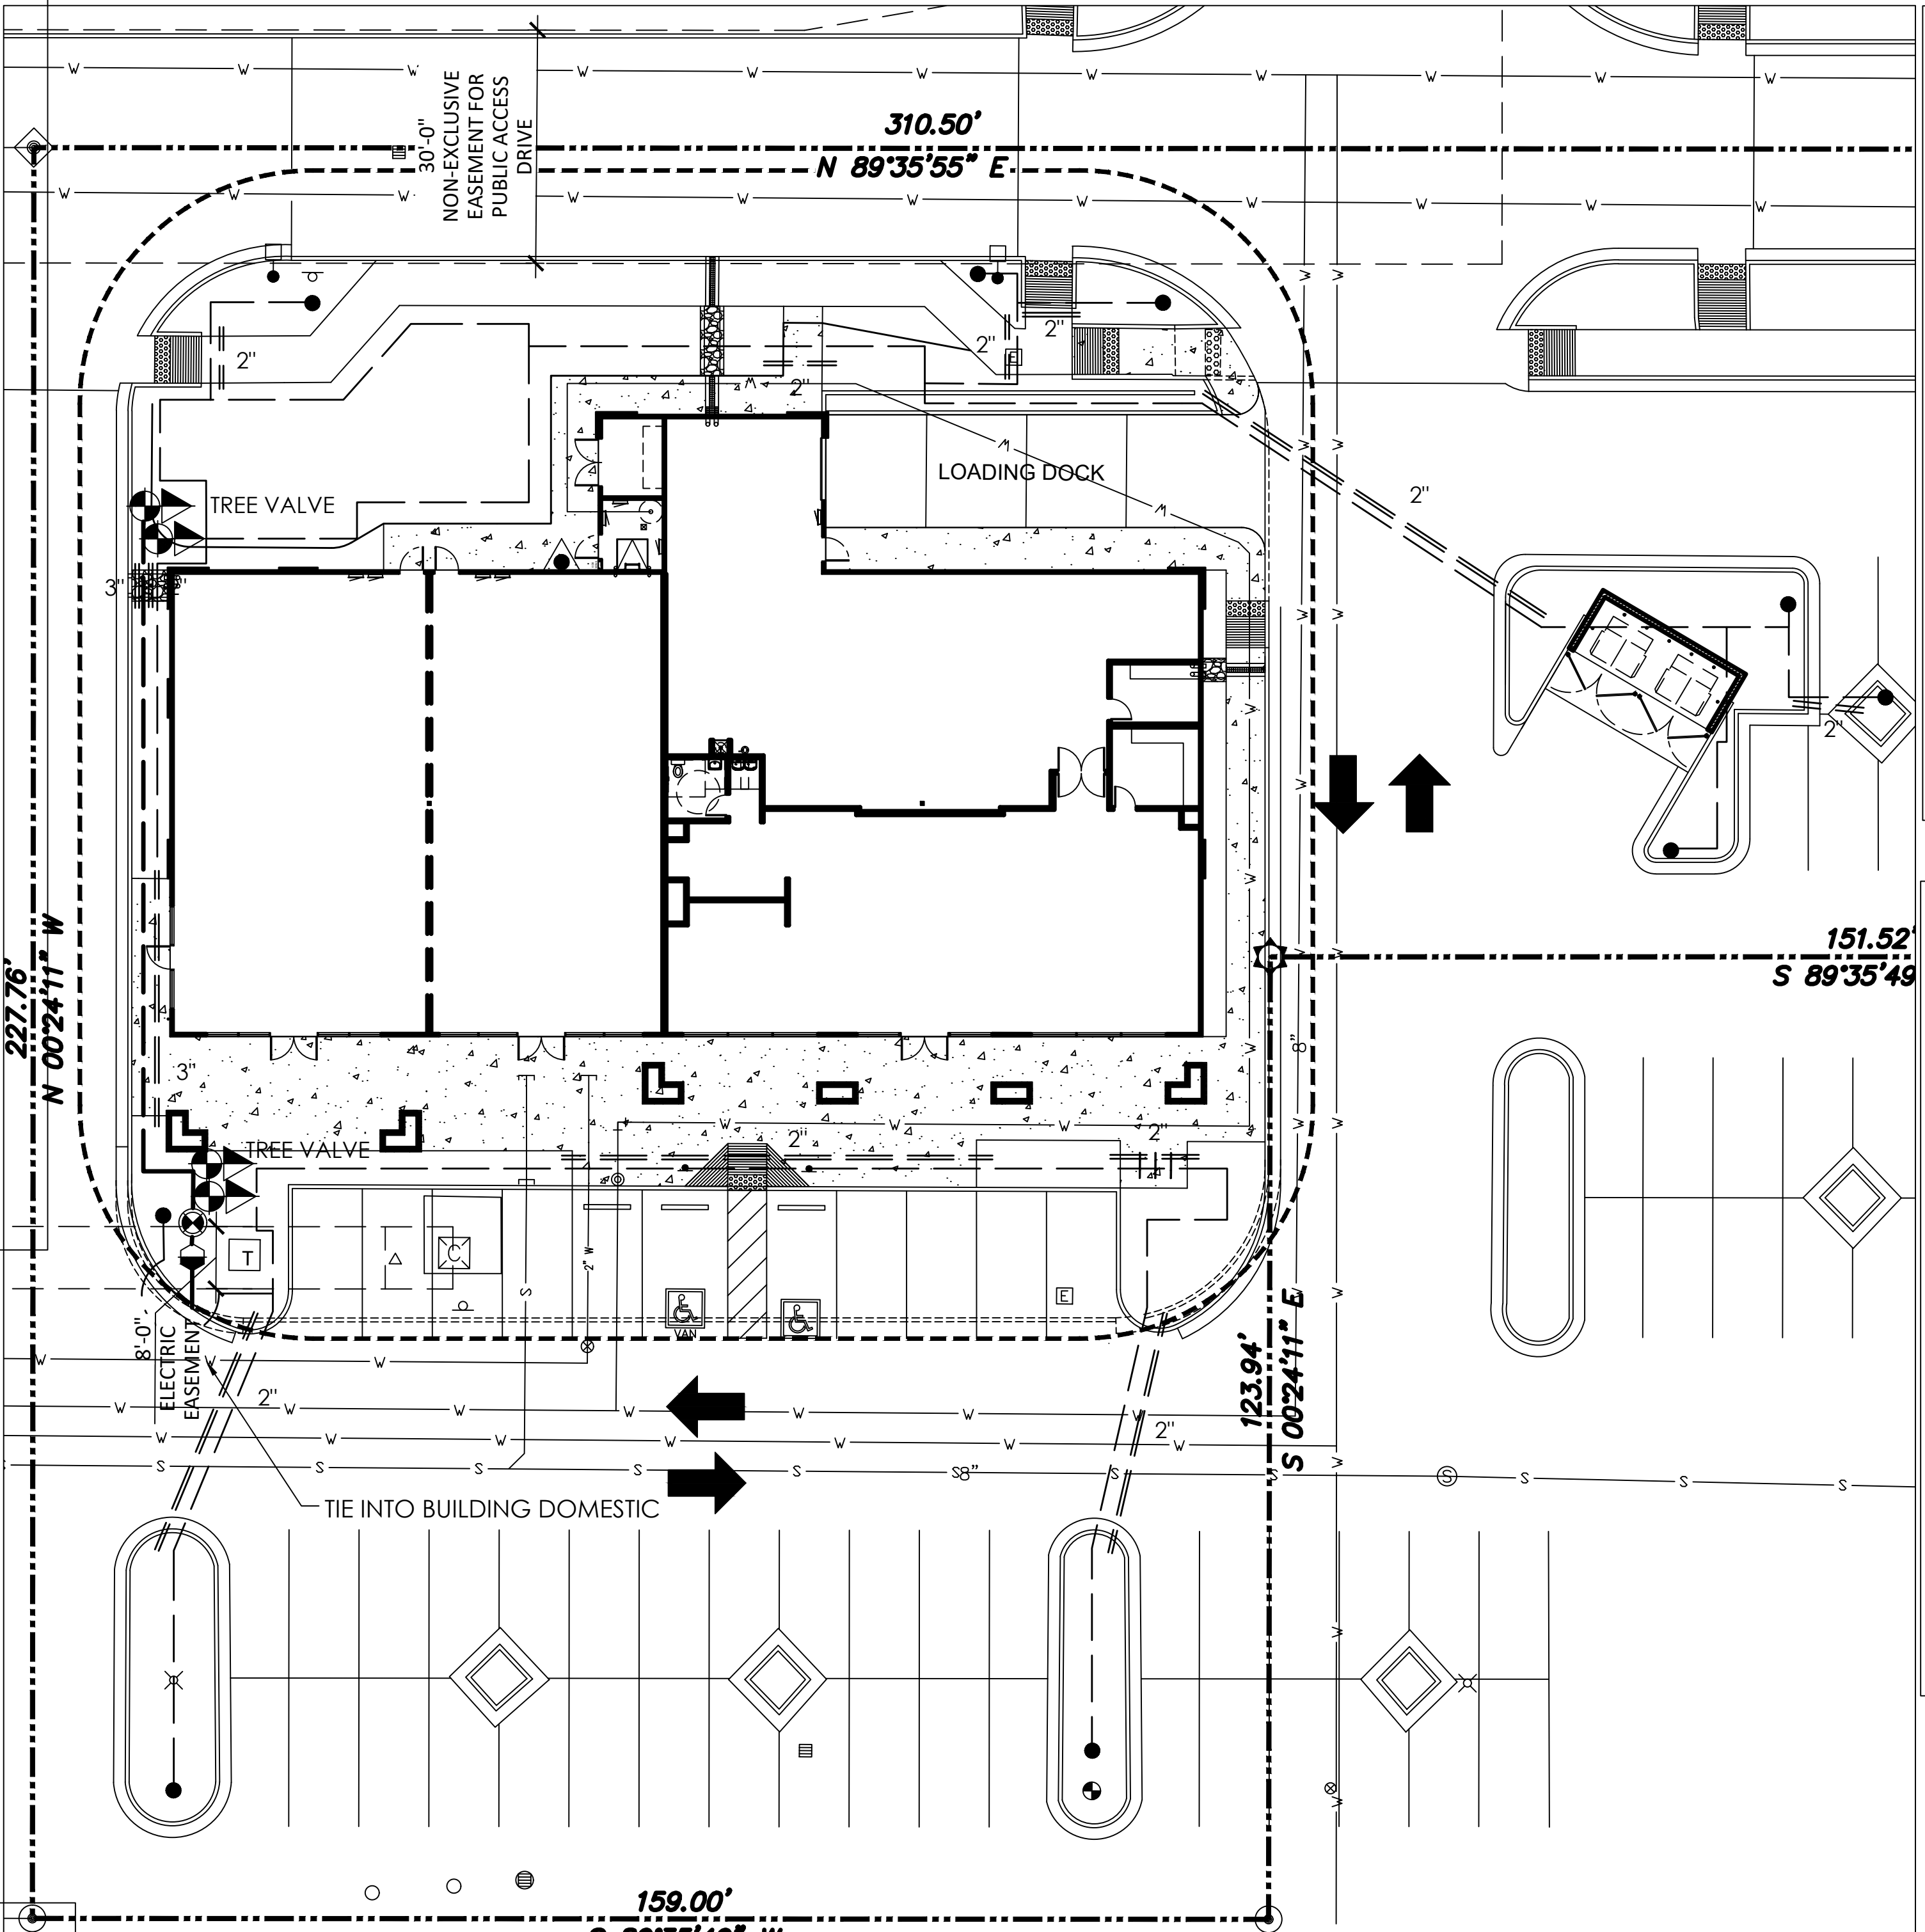 W W W W W W W W W W W
30'-0"
NON-EXCLUSIVE
EASEMENT FOR
PUBLIC ACCESS
DRIVE
310.50'
N 89°35'55" E
W W W W W W W W W W W
2"
2"
2"
E
2"
LOADING DOCK
TREE VALVE
2"
3"
2"
151.52'
S 89°35'49
227.76'
N 00°24'11" W
8"
3"
TREE VALVE
W W W
2"
2"
T
C
2" W
S
E
VAN
8'-0"
ELECTRIC
EASEMENT
123.94'
S 00°24'11" E
W W W
2"
W W W W W W W
2"
W W W W W W W
S S S S S 8" S S S S S S
TIE INTO BUILDING DOMESTIC
159.00'